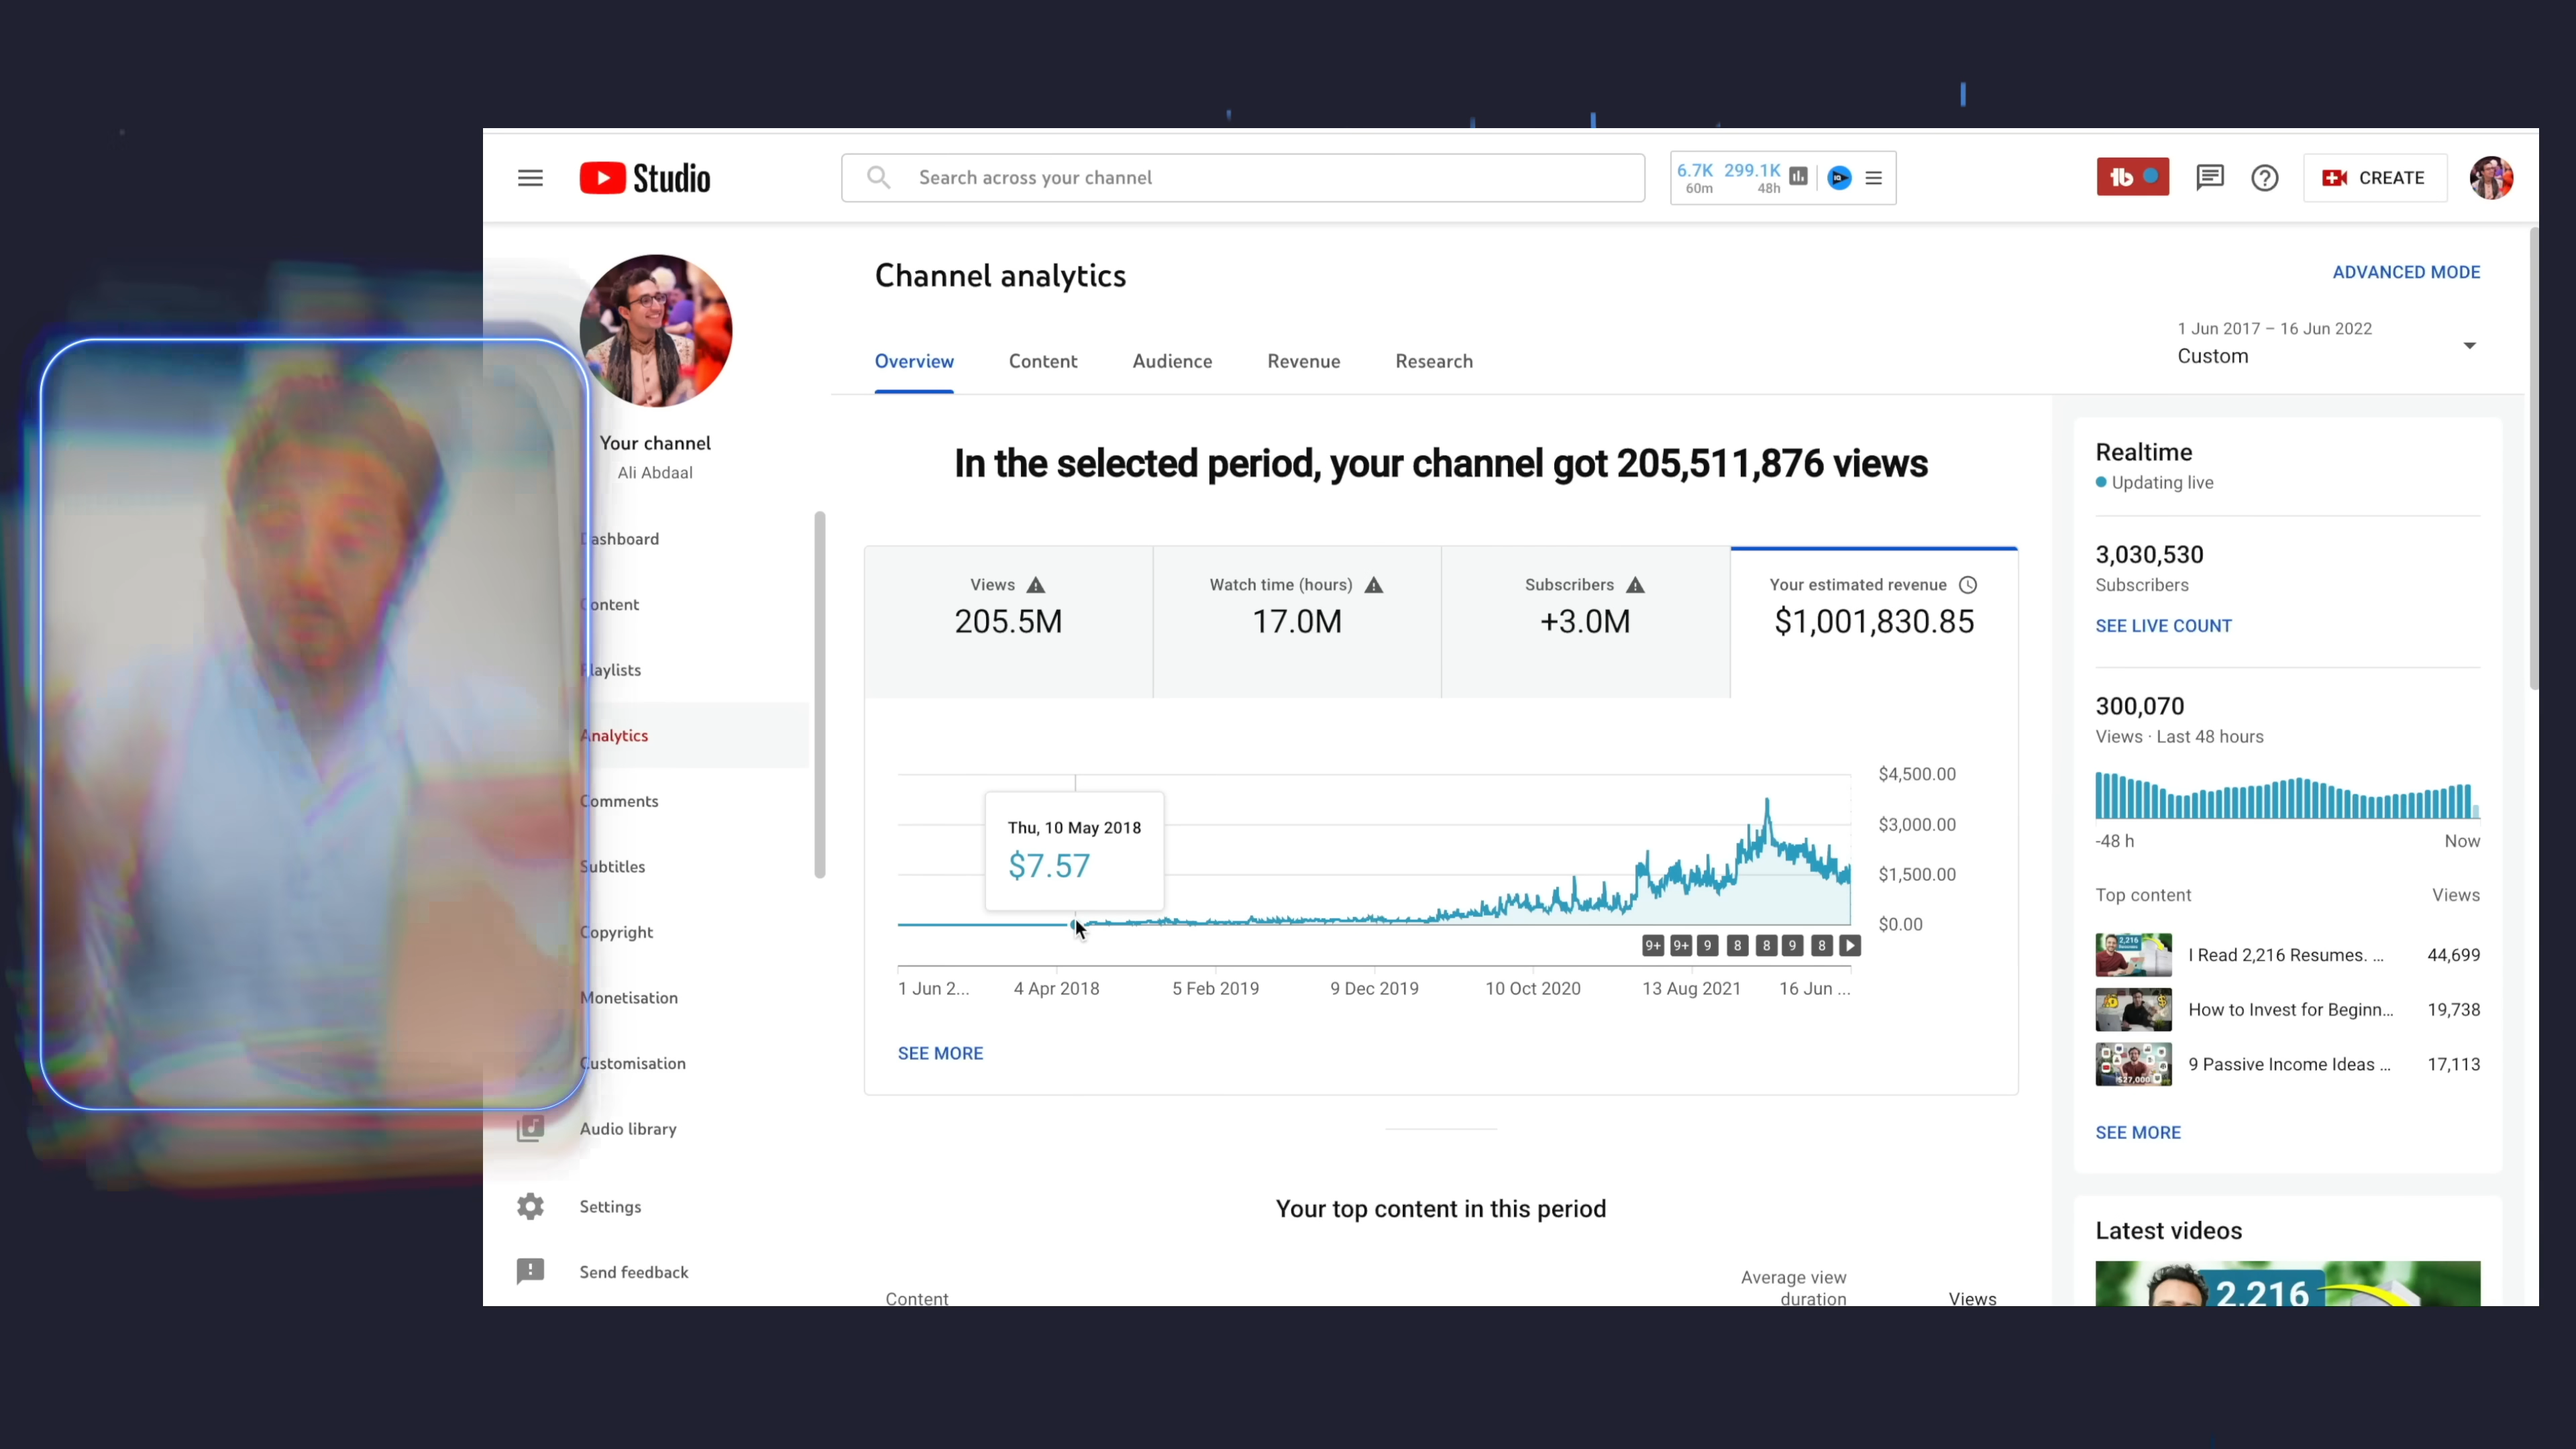 Studio
Search across your channel
6.7K 299.1K
60m 48h
CREATE
Your channel
Ali Abdaal
Dashboard
Content
Playlists
Analytics
Comments
Subtitles
Copyright
Monetisation
Customisation
Audio library
Settings
Send feedback
Channel analytics
ADVANCED MODE
Overview Content Audience Revenue Research
1 Jun 2017 – 16 Jun 2022
Custom
In the selected period, your channel got 205,511,876 views
Views
205.5M
Watch time (hours)
17.0M
Subscribers
+3.0M
Your estimated revenue
$1,001,830.85
Thu, 10 May 2018
$7.57
$4,500.00
$3,000.00
$1,500.00
$0.00
9+ 9+ 9 8 8 9 8
1 Jun 2... 4 Apr 2018 5 Feb 2019 9 Dec 2019 10 Oct 2020 13 Aug 2021 16 Jun ...
SEE MORE
Your top content in this period
Content
Average view
duration
Views
Realtime
Updating live
3,030,530
Subscribers
SEE LIVE COUNT
300,070
Views · Last 48 hours
-48 h Now
Top content Views
I Read 2,216 Resumes. ... 44,699
How to Invest for Beginn... 19,738
9 Passive Income Ideas ... 17,113
SEE MORE
Latest videos
2,216